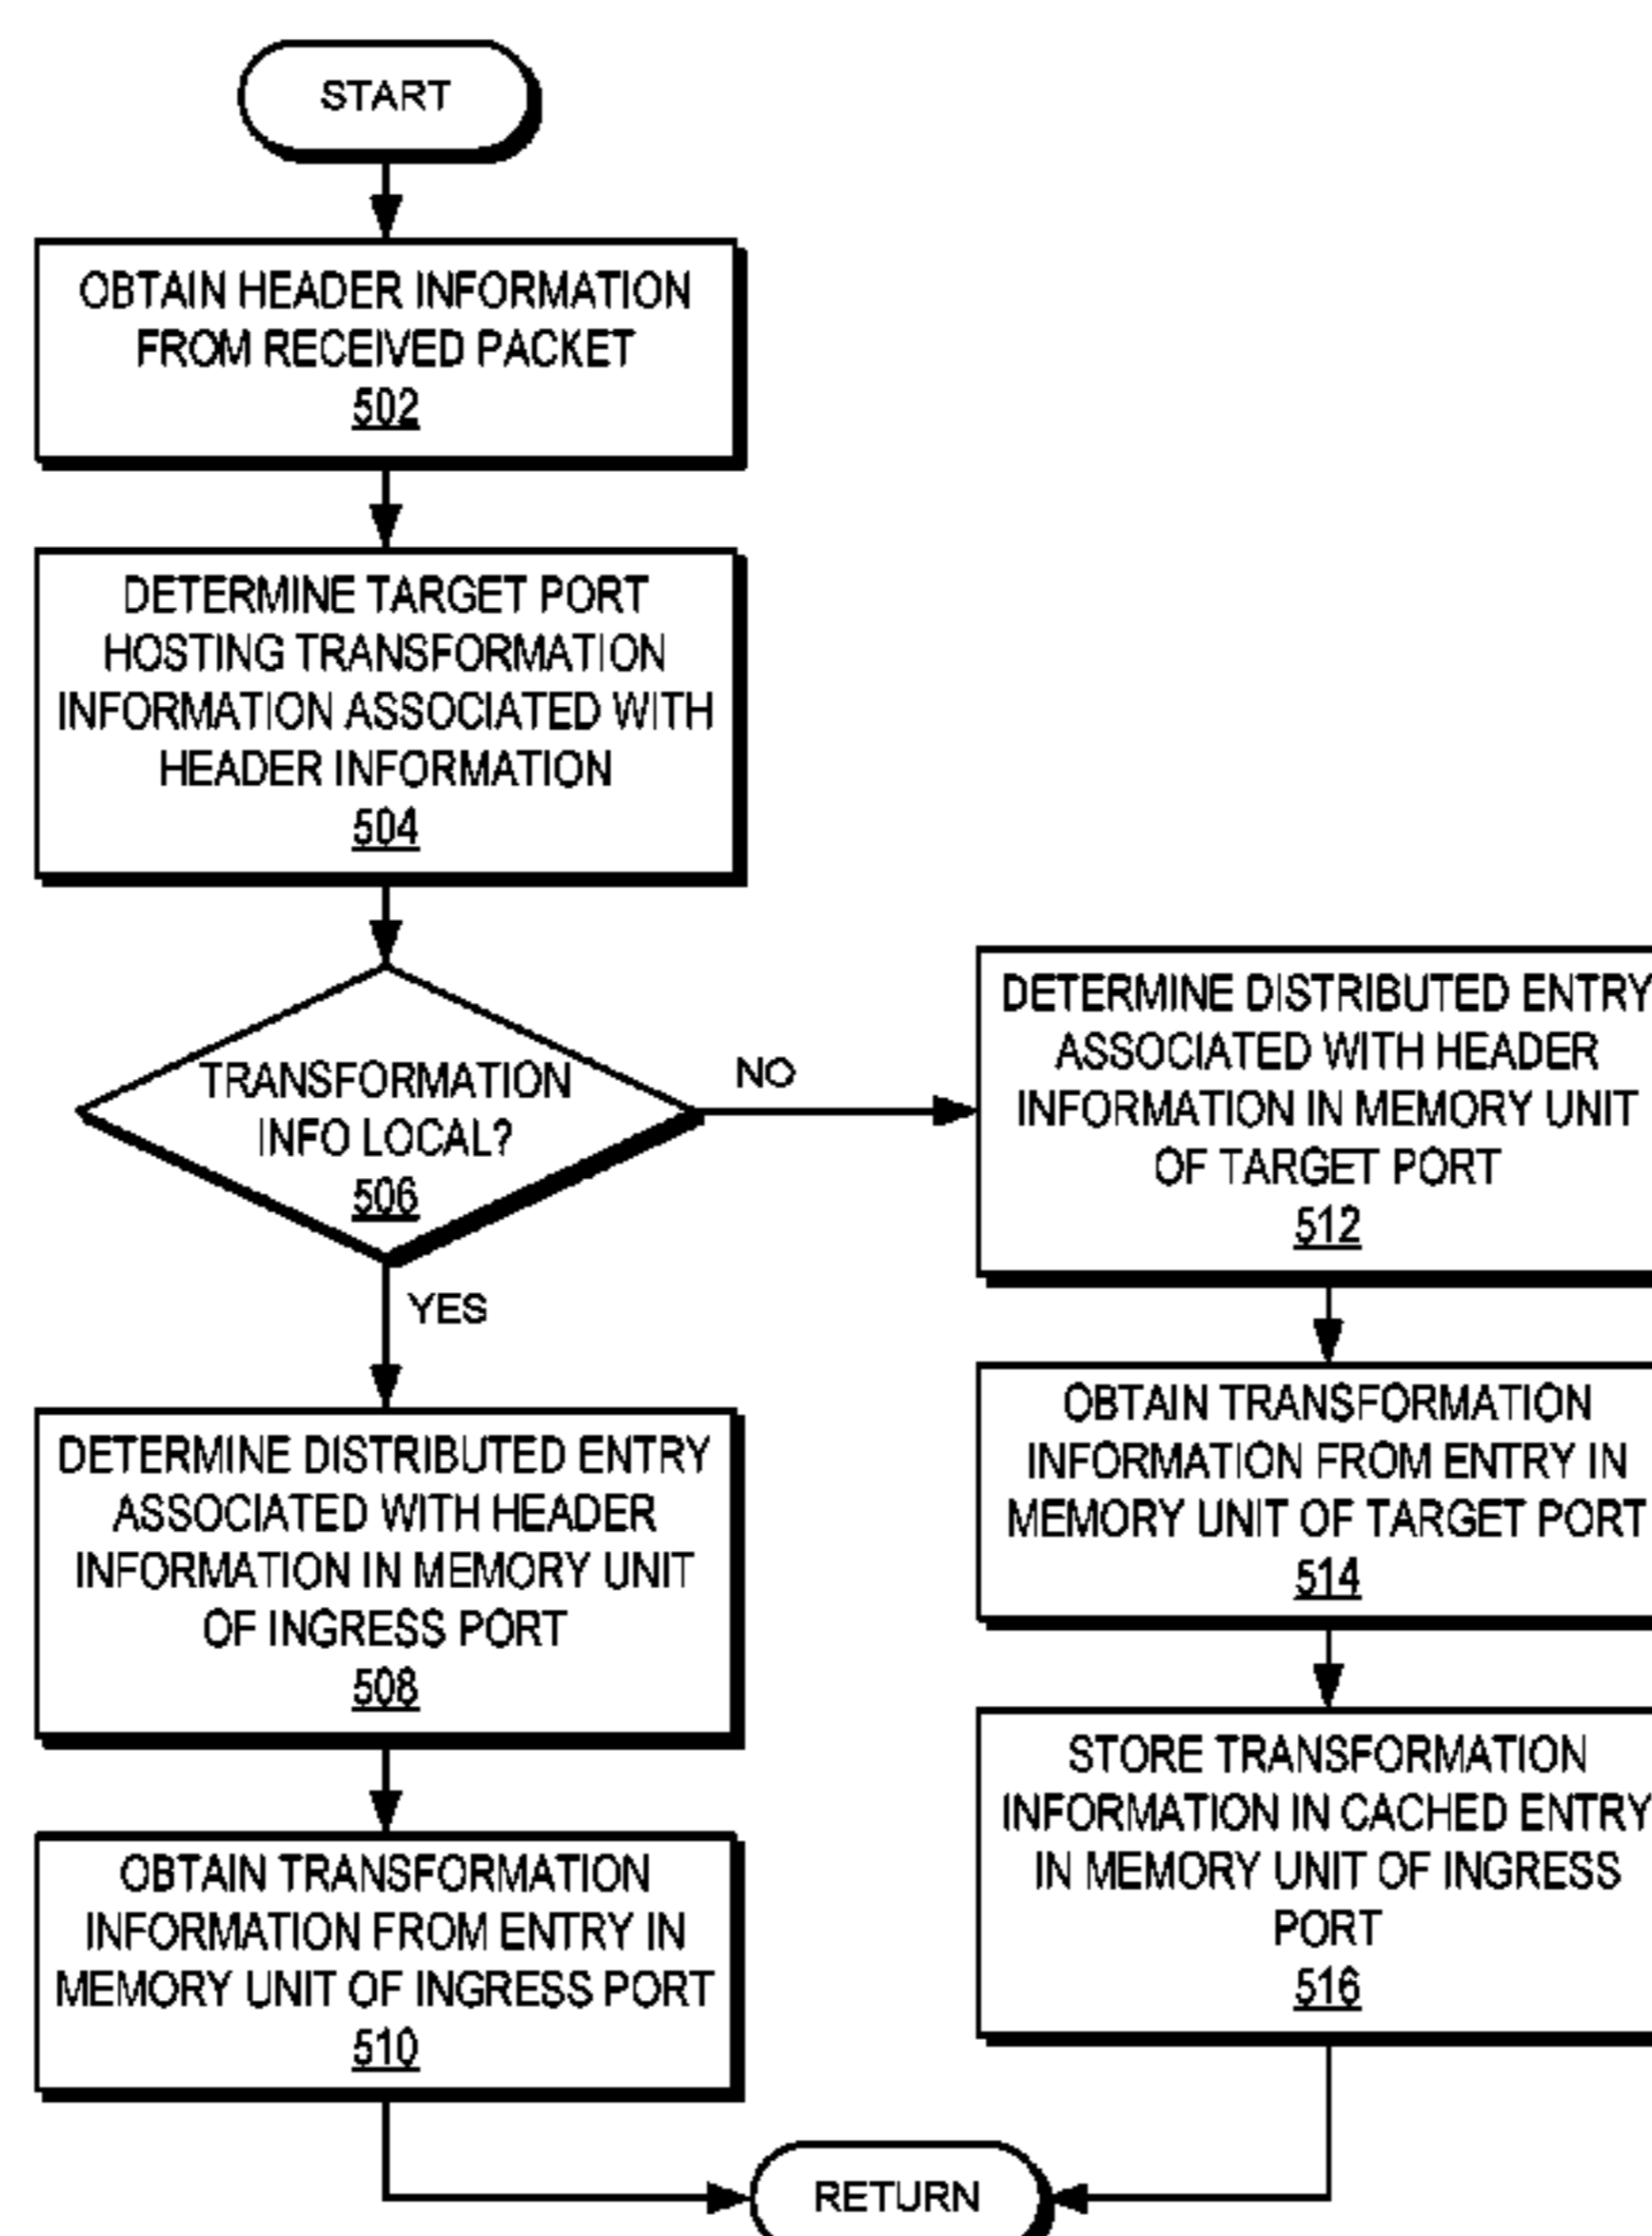 START
OBTAIN HEADER INFORMATION
FROM RECEIVED PACKET
502
DETERMINE TARGET PORT
HOSTING TRANSFORMATION
INFORMATION ASSOCIATED WITH
HEADER INFORMATION
504
TRANSFORMATION
INFO LOCAL?
506
NO
YES
DETERMINE DISTRIBUTED ENTRY
ASSOCIATED WITH HEADER
INFORMATION IN MEMORY UNIT
OF INGRESS PORT
508
OBTAIN TRANSFORMATION
INFORMATION FROM ENTRY IN
MEMORY UNIT OF INGRESS PORT
510
DETERMINE DISTRIBUTED ENTRY
ASSOCIATED WITH HEADER
INFORMATION IN MEMORY UNIT
OF TARGET PORT
512
OBTAIN TRANSFORMATION
INFORMATION FROM ENTRY IN
MEMORY UNIT OF TARGET PORT
514
STORE TRANSFORMATION
INFORMATION IN CACHED ENTRY
IN MEMORY UNIT OF INGRESS
PORT
516
RETURN